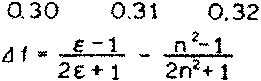 0.30 0.31 0.32
Δf = (ε-1)/(2ε+1) - (n²-1)/(2n²+1)